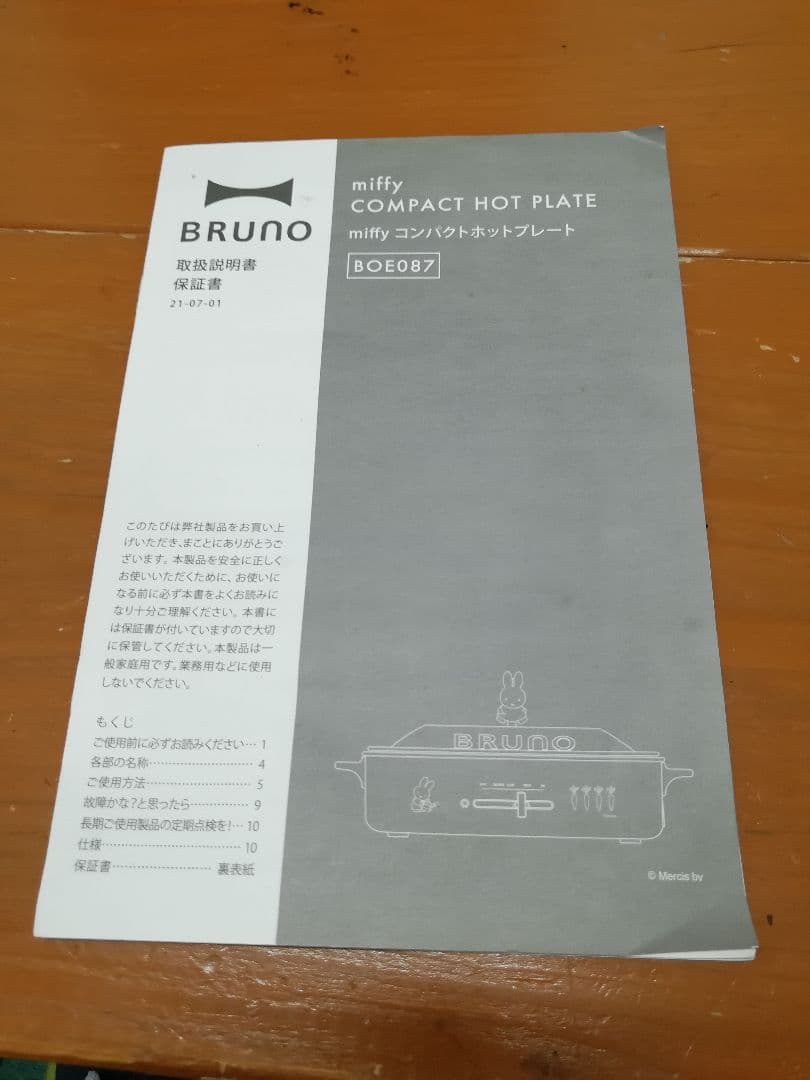 BRUNO
取扱説明書
保証書
21-07-01
miffy
COMPACT HOT PLATE
miffy コンパクトホットプレート
BOE087
このたびは弊社製品をお買い上
げいただき、まことにありがとうご
ざいます。本製品を安全に正しく
お使いいただくために、お使いに
なる前に必ず本書をよくお読みに
なり十分ご理解ください。本書に
は保証書が付いていますので大切
に保管してください。本製品は一
般家庭用です。業務用などに使用
しないでください。
もくじ
ご使用前に必ずお読みください… 1
各部の名称…………………… 4
ご使用方法…………………… 5
故障かな?と思ったら………… 9
長期ご使用製品の定期点検を!… 10
仕様…………………………… 10
保証書…………………… 裏表紙
BRUNO
© Mercis bv